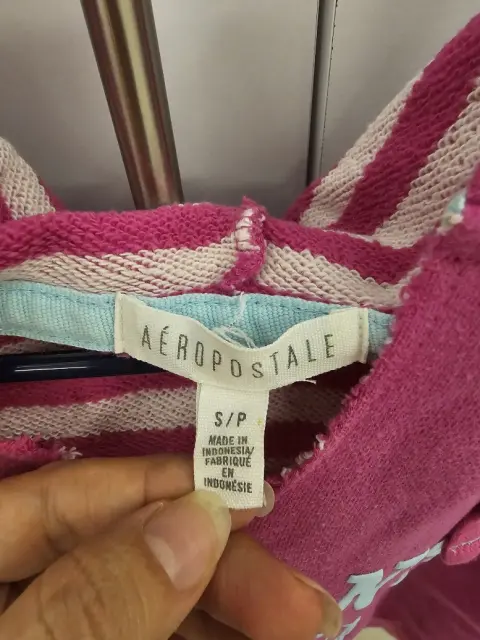 AÉROPOSTALE
S/P
MADE IN
INDONESIA/
FABRIQUÉ
EN
INDONÉSIE